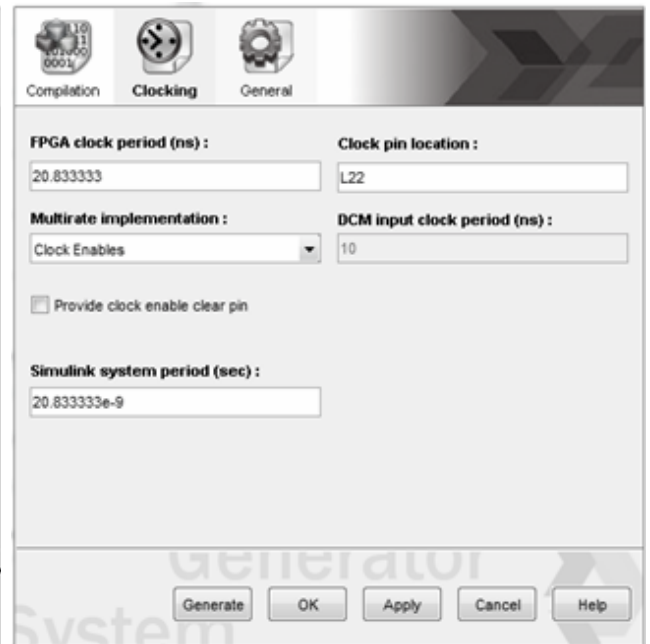 Compilation Clocking General
FPGA clock period (ns) : Clock pin location :
20.833333 L22
Multirate implementation : DCM input clock period (ns) :
Clock Enables 10
Provide clock enable clear pin
Simulink system period (sec) :
20.833333e-9
Generator
Generate OK Apply Cancel Help
System